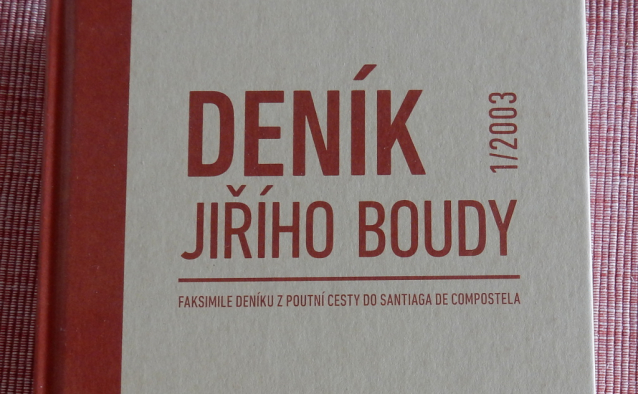 DENÍK
1/2003
JIŘÍHO BOUDY
FAKSIMILE DENÍKU Z POUTNÍ CESTY DO SANTIAGA DE COMPOSTELA